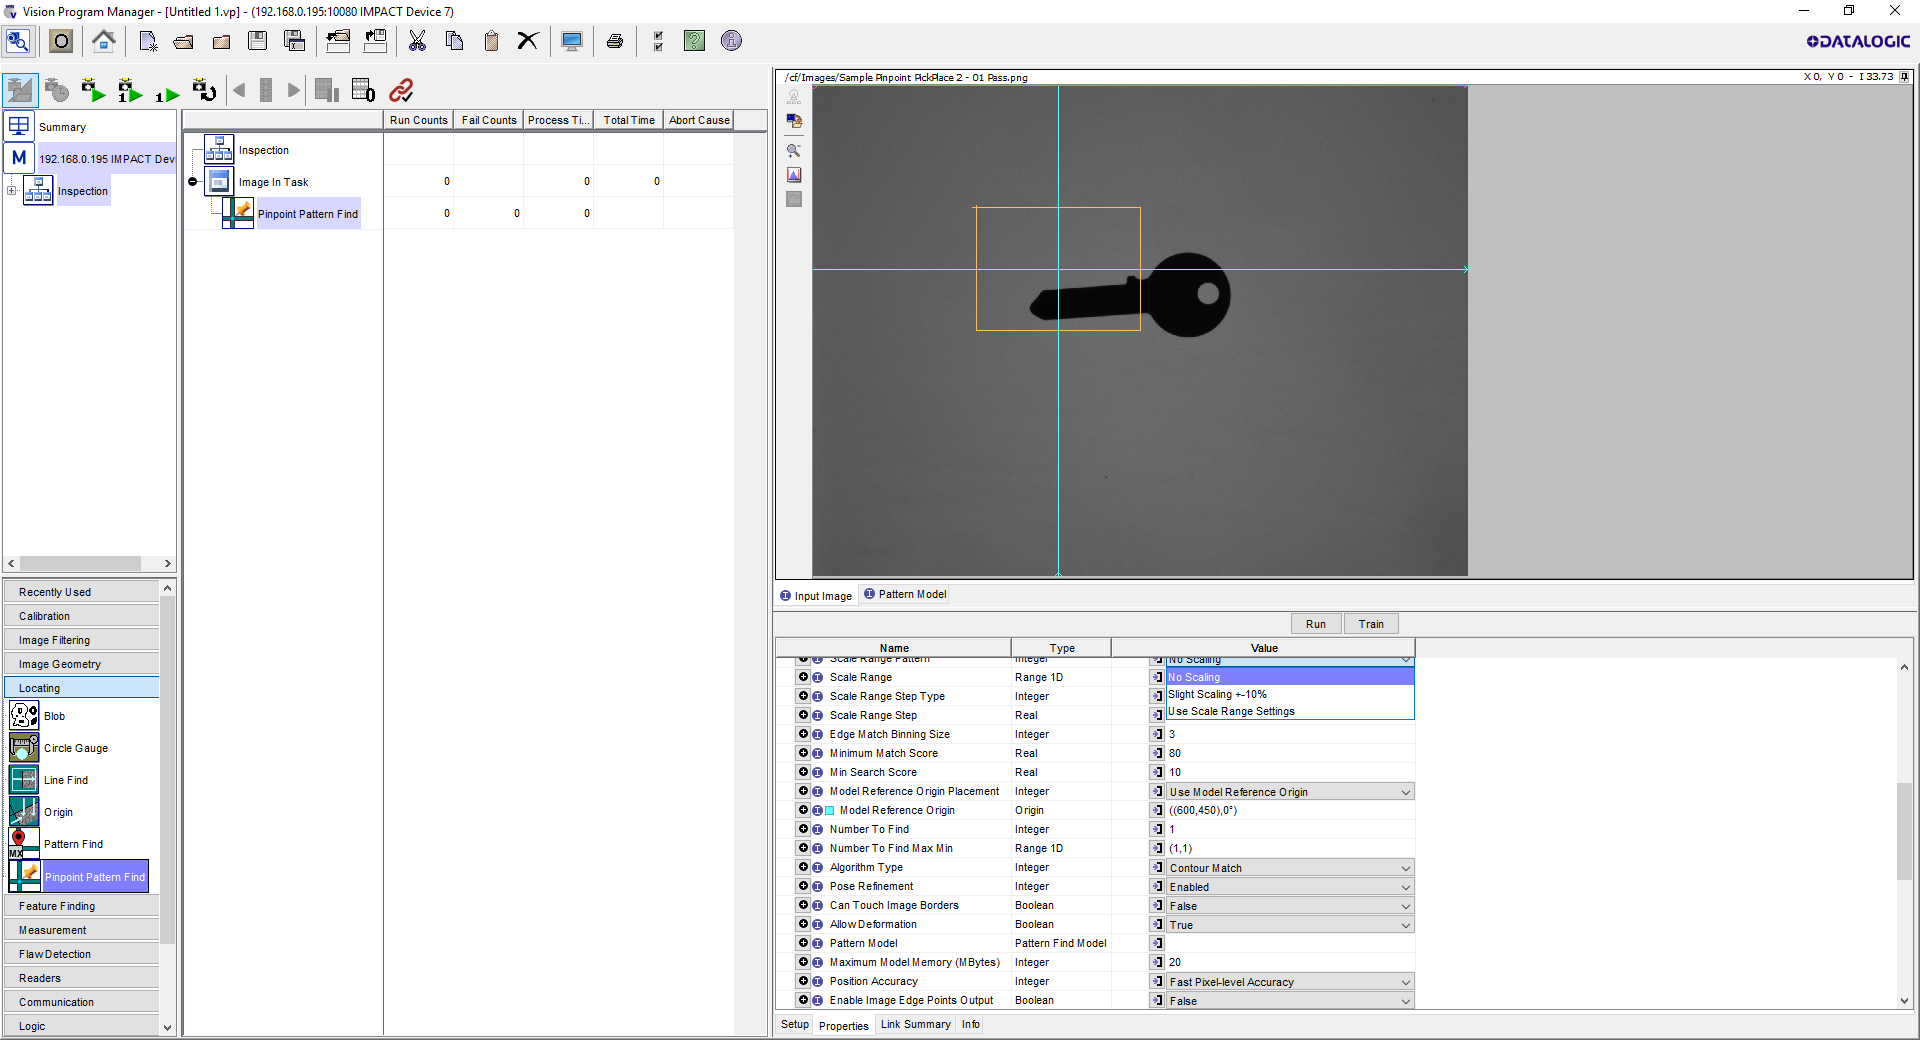 Vision Program Manager - [Untitled 1.vp] - (192.168.0.195:10080 IMPACT Device 7)
O
DATALOGIC
Summary
M 192.168.0.195 IMPACT Dev
Inspection
Run Counts Fail Counts Process Ti... Total Time Abort Cause
Inspection
Image In Task 0 0 0
Pinpoint Pattern Find 0 0 0
/cf/Images/Sample Pinpoint PickPlace 2 - 01 Pass.png X 0, Y 0 - I 33.73
Input Image Pattern Model
Run Train
Recently Used
Calibration
Image Filtering
Image Geometry
Locating
Blob
Circle Gauge
Line Find
Origin
MX Pattern Find
Pinpoint Pattern Find
Feature Finding
Measurement
Flaw Detection
Readers
Communication
Logic
Name Type Value
Scale Range Pattern Integer No Scaling
Scale Range Range 1D
Scale Range Step Type Integer
Scale Range Step Real
No Scaling
Slight Scaling +-10%
Use Scale Range Settings
Edge Match Binning Size Integer 3
Minimum Match Score Real 80
Min Search Score Real 10
Model Reference Origin Placement Integer Use Model Reference Origin
Model Reference Origin Origin ((600,450),0°)
Number To Find Integer 1
Number To Find Max Min Range 1D (1,1)
Algorithm Type Integer Contour Match
Pose Refinement Integer Enabled
Can Touch Image Borders Boolean False
Allow Deformation Boolean True
Pattern Model Pattern Find Model
Maximum Model Memory (MBytes) Integer 20
Position Accuracy Integer Fast Pixel-level Accuracy
Enable Image Edge Points Output Boolean False
Setup Properties Link Summary Info